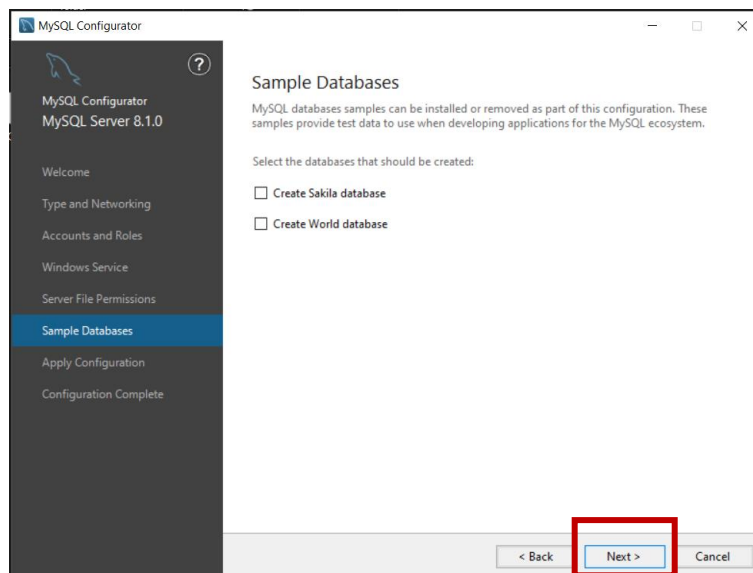 MySQL Configurator
?
MySQL Configurator
MySQL Server 8.1.0
Welcome
Type and Networking
Accounts and Roles
Windows Service
Server File Permissions
Sample Databases
Apply Configuration
Configuration Complete
Sample Databases
MySQL databases samples can be installed or removed as part of this configuration. These
samples provide test data to use when developing applications for the MySQL ecosystem.
Select the databases that should be created:
Create Sakila database
Create World database
< Back
Next >
Cancel